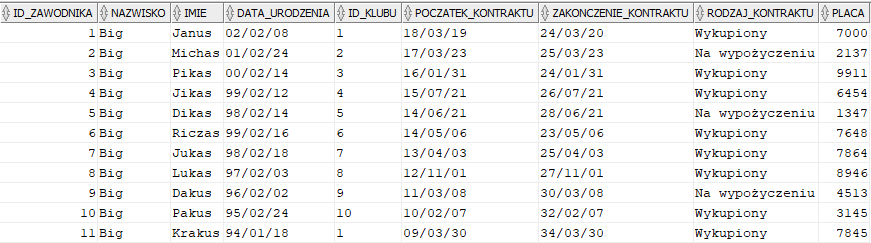 ID_ZAWODNIKA NAZWISKO IMIE DATA_URODZENIA ID_KLUBU POCZATEK_KONTRAKTU ZAKONCZENIE_KONTRAKTU RODZAJ_KONTRAKTU PLACA
1 Big Janus 02/02/08 1 18/03/19 24/03/20 Wykupiony 7000
2 Big Michas 01/02/24 2 17/03/23 25/03/23 Na wypożyczeniu 2137
3 Big Pikas 00/02/14 3 16/01/31 24/01/31 Wykupiony 9911
4 Big Jikas 99/02/12 4 15/07/21 26/07/21 Wykupiony 6454
5 Big Dikas 98/02/14 5 14/06/21 28/06/21 Na wypożyczeniu 1347
6 Big Riczas 99/02/16 6 14/05/06 23/05/06 Wykupiony 7648
7 Big Jukas 98/02/18 7 13/04/03 25/04/03 Wykupiony 7864
8 Big Lukas 97/02/03 8 12/11/01 27/11/01 Wykupiony 8946
9 Big Dakus 96/02/02 9 11/03/08 30/03/08 Na wypożyczeniu 4513
10 Big Pakus 95/02/24 10 10/02/07 32/02/07 Wykupiony 3145
11 Big Krakus 94/01/18 1 09/03/30 34/03/30 Wykupiony 7845